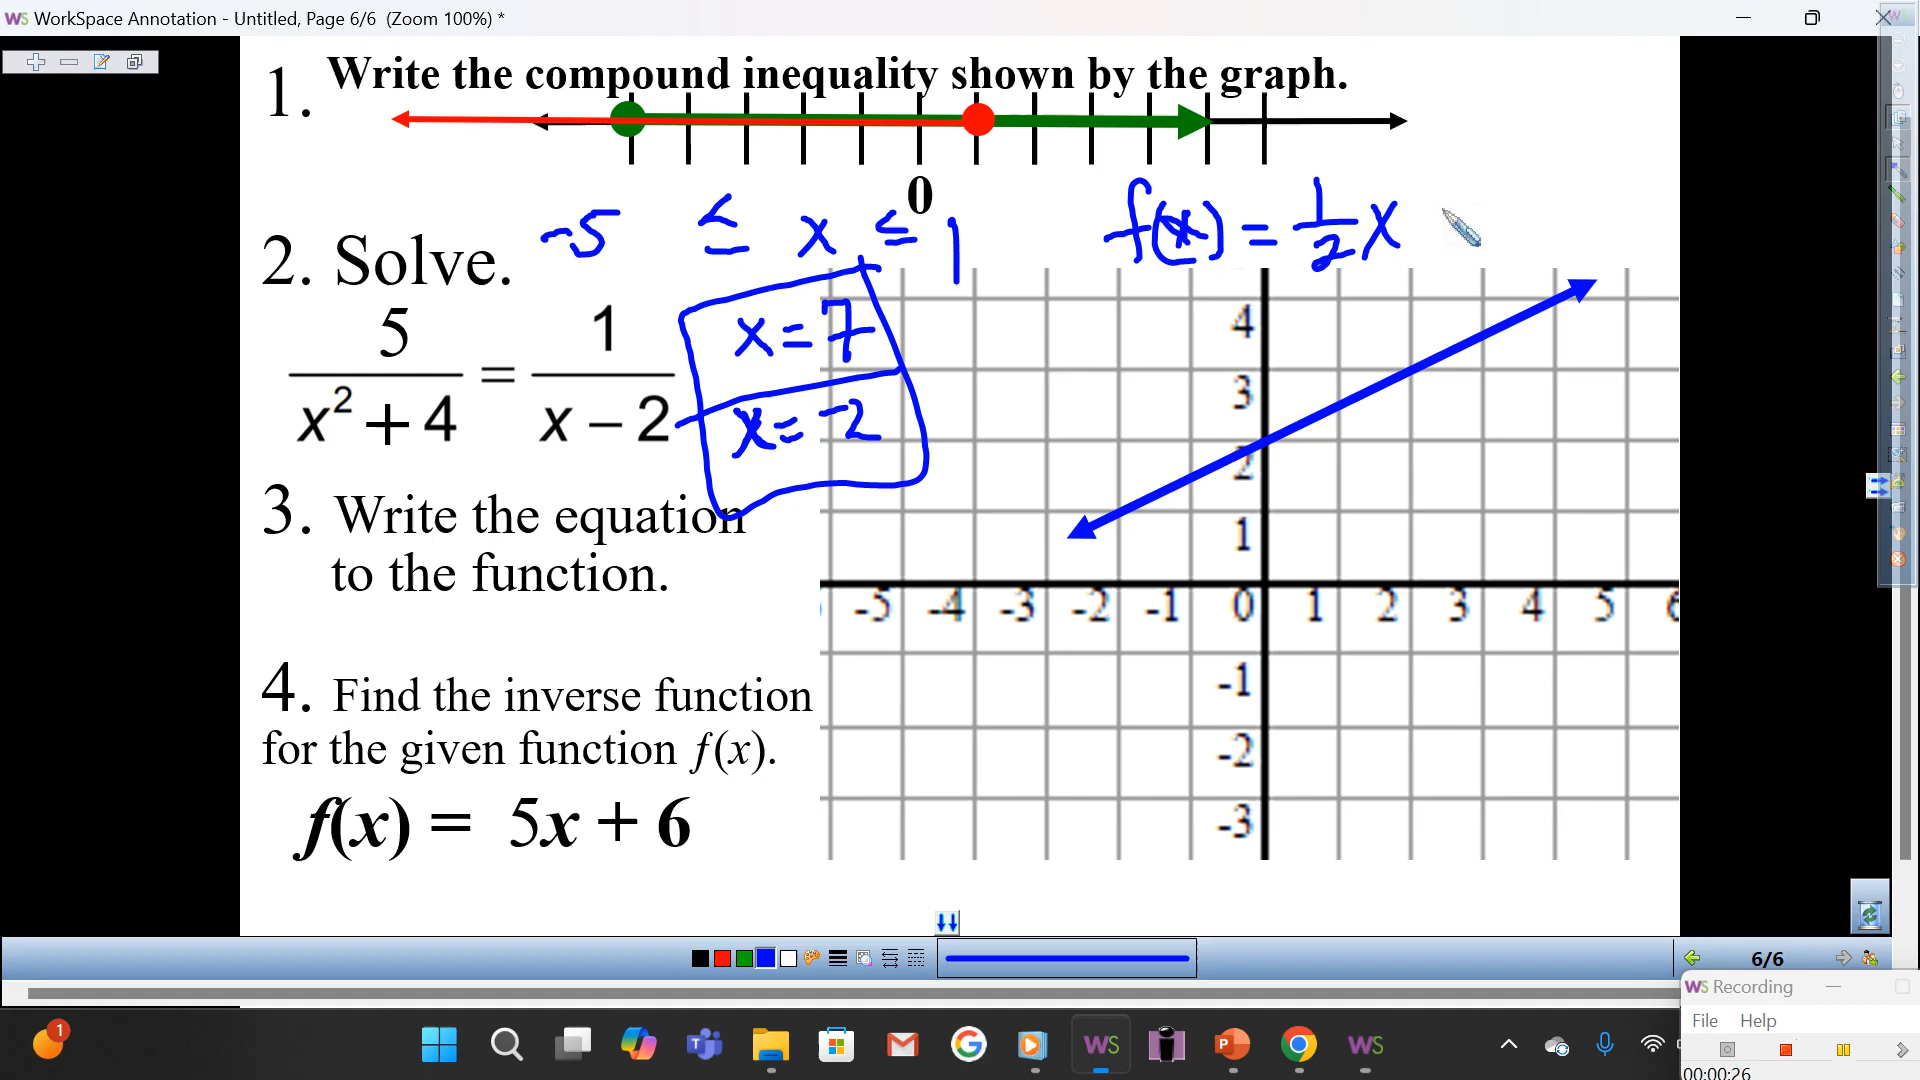 WS WorkSpace Annotation - Untitled, Page 6/6 (Zoom 100%) *
1. Write the compound inequality shown by the graph.
0
-5 ≤ x ≤ 1
f(x) = 1/2 x
2. Solve.
5/(x² + 4) = 1/(x − 2)
x = 7
x = -2
3. Write the equation
to the function.
4
3
2
1
-5 -4 -3 -2 -1 0 1 2 3 4 5 6
-1
-2
-3
4. Find the inverse function
for the given function f(x).
f(x) = 5x + 6
6/6
WS Recording
File Help
00:00:26
1
WS
P
WS